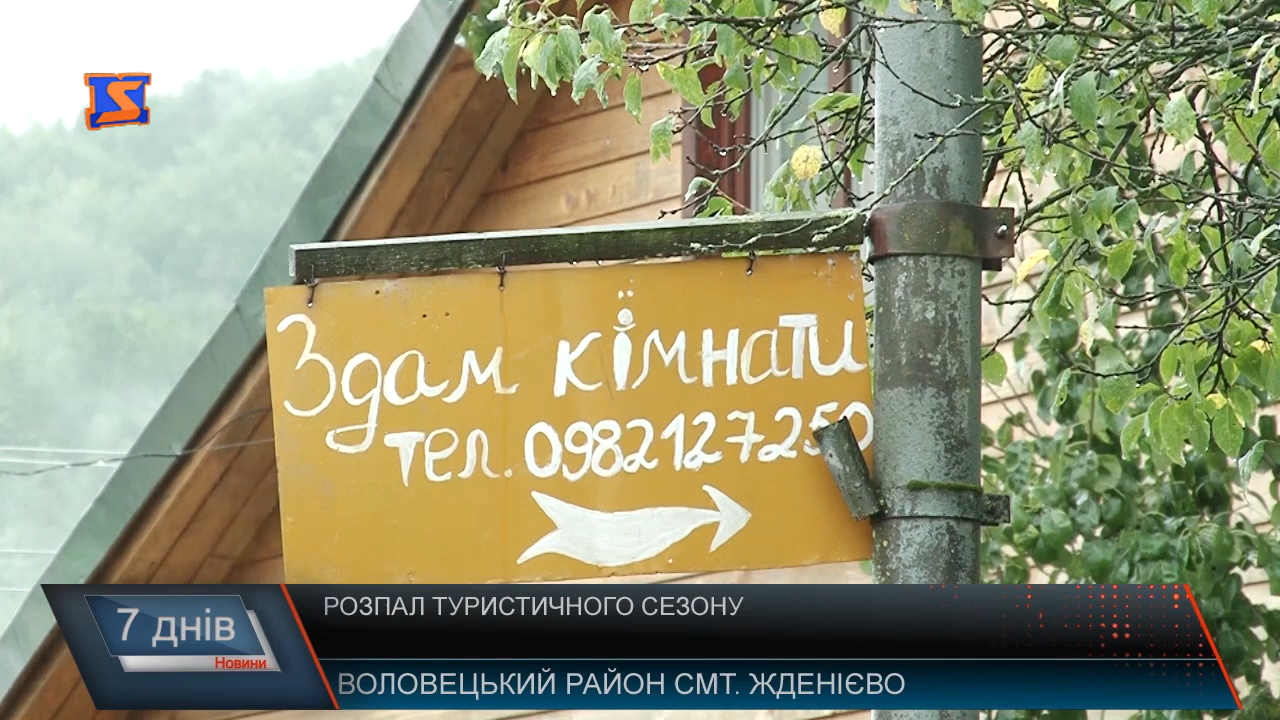 Здам кімнати
тел. 0982127250
7 днів
Новини
РОЗПАЛ ТУРИСТИЧНОГО СЕЗОНУ
ВОЛОВЕЦЬКИЙ РАЙОН СМТ. ЖДЕНІЄВО